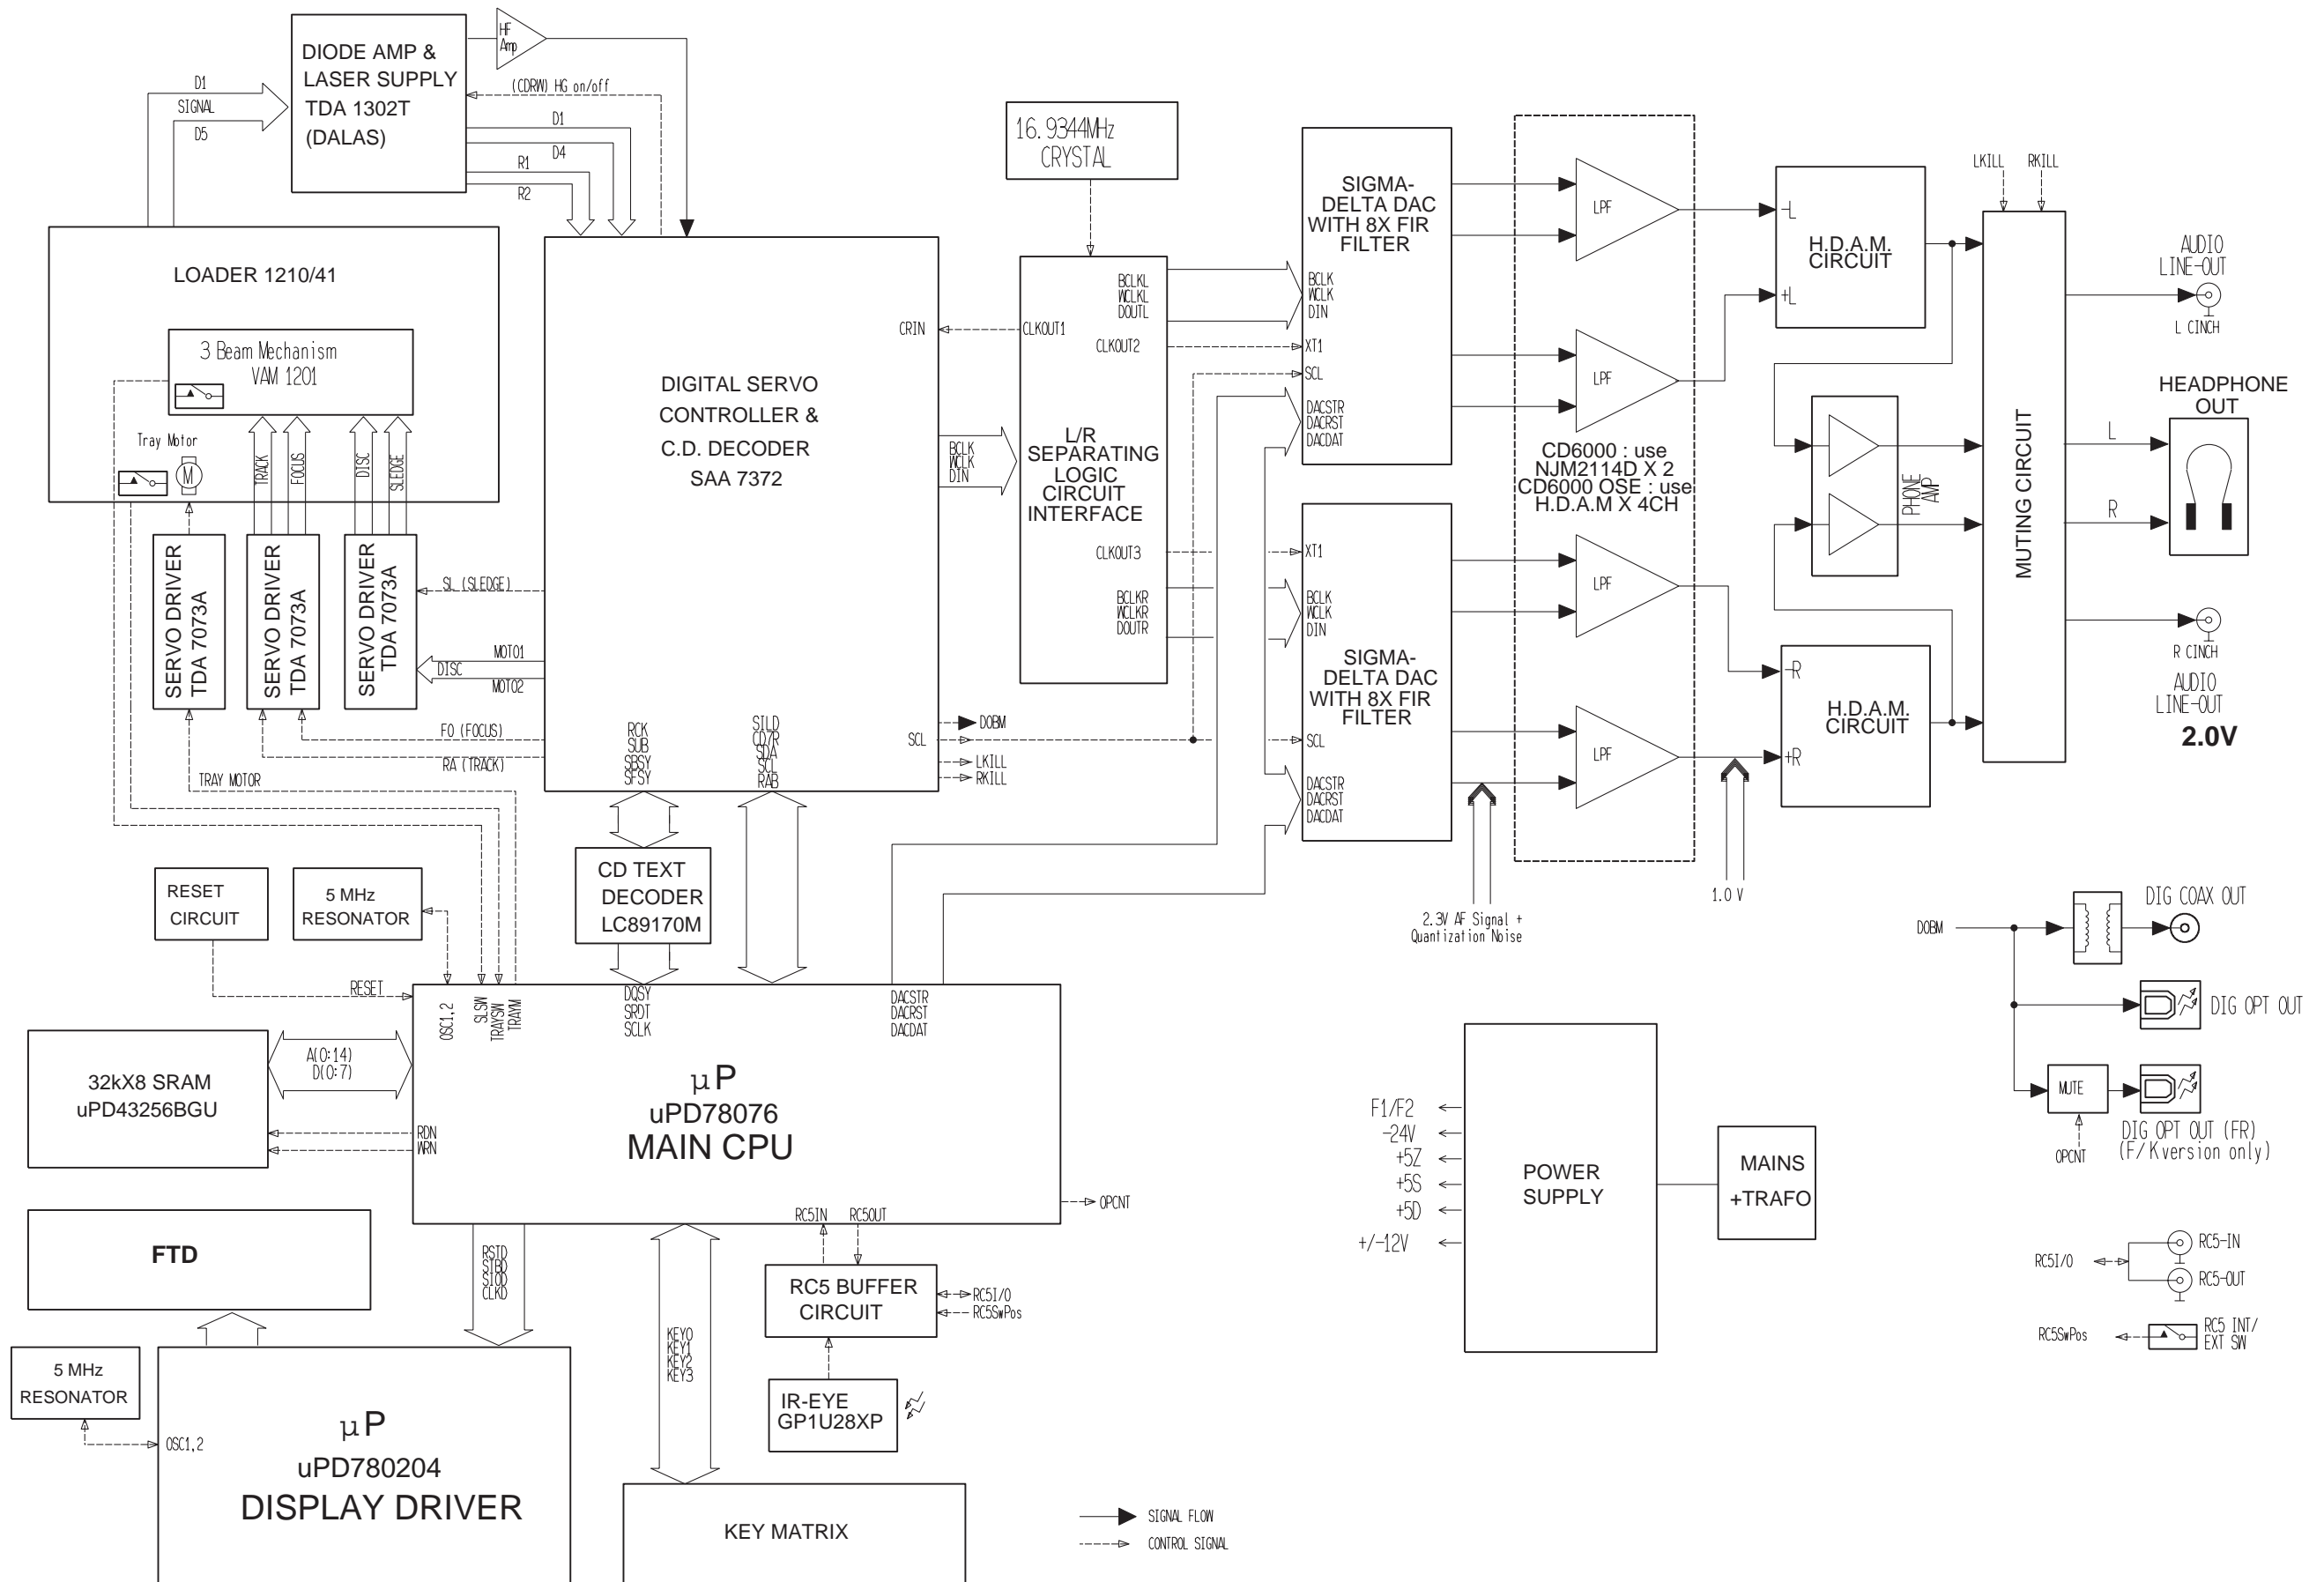 DIODE AMP &
LASER SUPPLY
TDA 1302T
(DALAS)
HF
Amp
D1
SIGNAL
D5
(CDRW) HG on/off
D1
D4
R1
R2
LOADER 1210/41
3 Beam Mechanism
VAM 1201
Tray Motor
M
TRACK
FOCUS
DISC
SLEDGE
SERVO DRIVER
TDA 7073A
SERVO DRIVER
TDA 7073A
SERVO DRIVER
TDA 7073A
SL (SLEDGE)
MOTO1
DISC
MOTO2
FO (FOCUS)
RA (TRACK)
TRAY MOTOR
DIGITAL SERVO
CONTROLLER &
C.D. DECODER
SAA 7372
CRIN
BCLK
WCLK
DIN
RCK
SUB
SBSY
SFSY
SILD
CD/R
SDA
SCL
RAB
SCL
DOBM
LKILL
RKILL
16.9344MHz
CRYSTAL
BCLKL
WCLKL
DOUTL
CLKOUT1
CLKOUT2
L/R
SEPARATING
LOGIC
CIRCUIT
INTERFACE
CLKOUT3
BCLKR
WCLKR
DOUTR
SIGMA-
DELTA DAC
WITH 8X FIR
FILTER
BCLK
WCLK
DIN
XT1
SCL
DACSTR
DACRST
DACDAT
XT1
BCLK
WCLK
DIN
SIGMA-
DELTA DAC
WITH 8X FIR
FILTER
SCL
DACSTR
DACRST
DACDAT
LPF
LPF
CD6000 : use
NJM2114D X 2
CD6000 OSE : use
H.D.A.M X 4CH
LPF
LPF
2.3V AF Signal +
Quantization Noise
1.0 V
-L
H.D.A.M.
CIRCUIT
+L
PHONE
AMP
-R
H.D.A.M.
CIRCUIT
+R
LKILL
RKILL
MUTING CIRCUIT
AUDIO
LINE-OUT
L CINCH
HEADPHONE
OUT
L
R
R CINCH
AUDIO
LINE-OUT
2.0V
CD TEXT
DECODER
LC89170M
RESET
CIRCUIT
5 MHz
RESONATOR
RESET
OSC1,2
SLSW
TRAYSW
TRAYM
DQSY
SRDT
SCLK
DACSTR
DACRST
DACDAT
32kX8 SRAM
uPD43256BGU
A(0:14)
D(0:7)
RDN
WRN
µP
uPD78076
MAIN CPU
OPCNT
RC5IN
RC5OUT
FTD
RSTD
STBD
SIOD
CLKD
KEY0
KEY1
KEY2
KEY3
RC5 BUFFER
CIRCUIT
RC5I/O
RC5SwPos
IR-EYE
GP1U28XP
5 MHz
RESONATOR
OSC1,2
µP
uPD780204
DISPLAY DRIVER
KEY MATRIX
SIGNAL FLOW
CONTROL SIGNAL
F1/F2
-24V
+5Z
+5S
+5D
+/-12V
POWER
SUPPLY
MAINS
+TRAFO
DOBM
DIG COAX OUT
DIG OPT OUT
MUTE
OPCNT
DIG OPT OUT (FR)
(F/Kversion only)
RC5I/O
RC5-IN
RC5-OUT
RC5SwPos
RC5 INT/
EXT SW